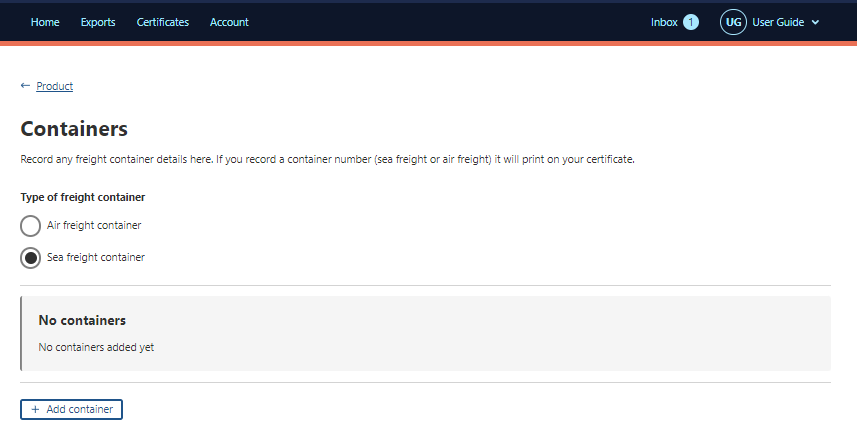 Home Exports Certificates Account Inbox 1 UG User Guide
← Product
Containers
Record any freight container details here. If you record a container number (sea freight or air freight) it will print on your certificate.
Type of freight container
Air freight container
Sea freight container
No containers
No containers added yet
+ Add container